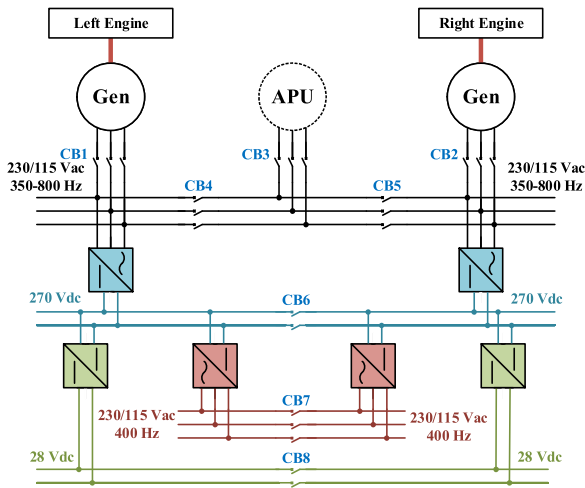 Left Engine
Right Engine
Gen
APU
Gen
CB1
CB3
CB2
230/115 Vac
350-800 Hz
230/115 Vac
350-800 Hz
CB4
CB5
270 Vdc
CB6
270 Vdc
CB7
230/115 Vac
400 Hz
230/115 Vac
400 Hz
28 Vdc
CB8
28 Vdc